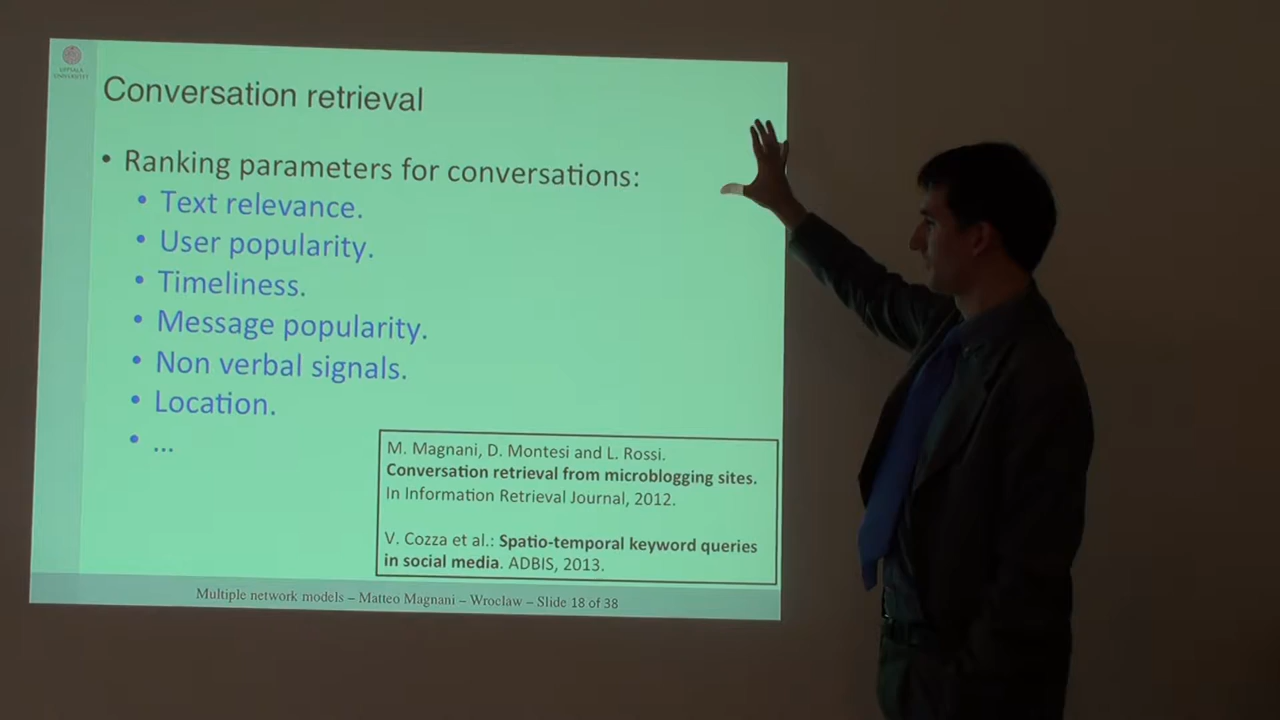 UPPSALA
UNIVERSITET
Conversation retrieval
• Ranking parameters for conversations:
• Text relevance.
• User popularity.
• Timeliness.
• Message popularity.
• Non verbal signals.
• Location.
• ...
M. Magnani, D. Montesi and L. Rossi.
Conversation retrieval from microblogging sites.
In Information Retrieval Journal, 2012.
V. Cozza et al.: Spatio-temporal keyword queries
in social media. ADBIS, 2013.
Multiple network models – Matteo Magnani – Wroclaw – Slide 18 of 38